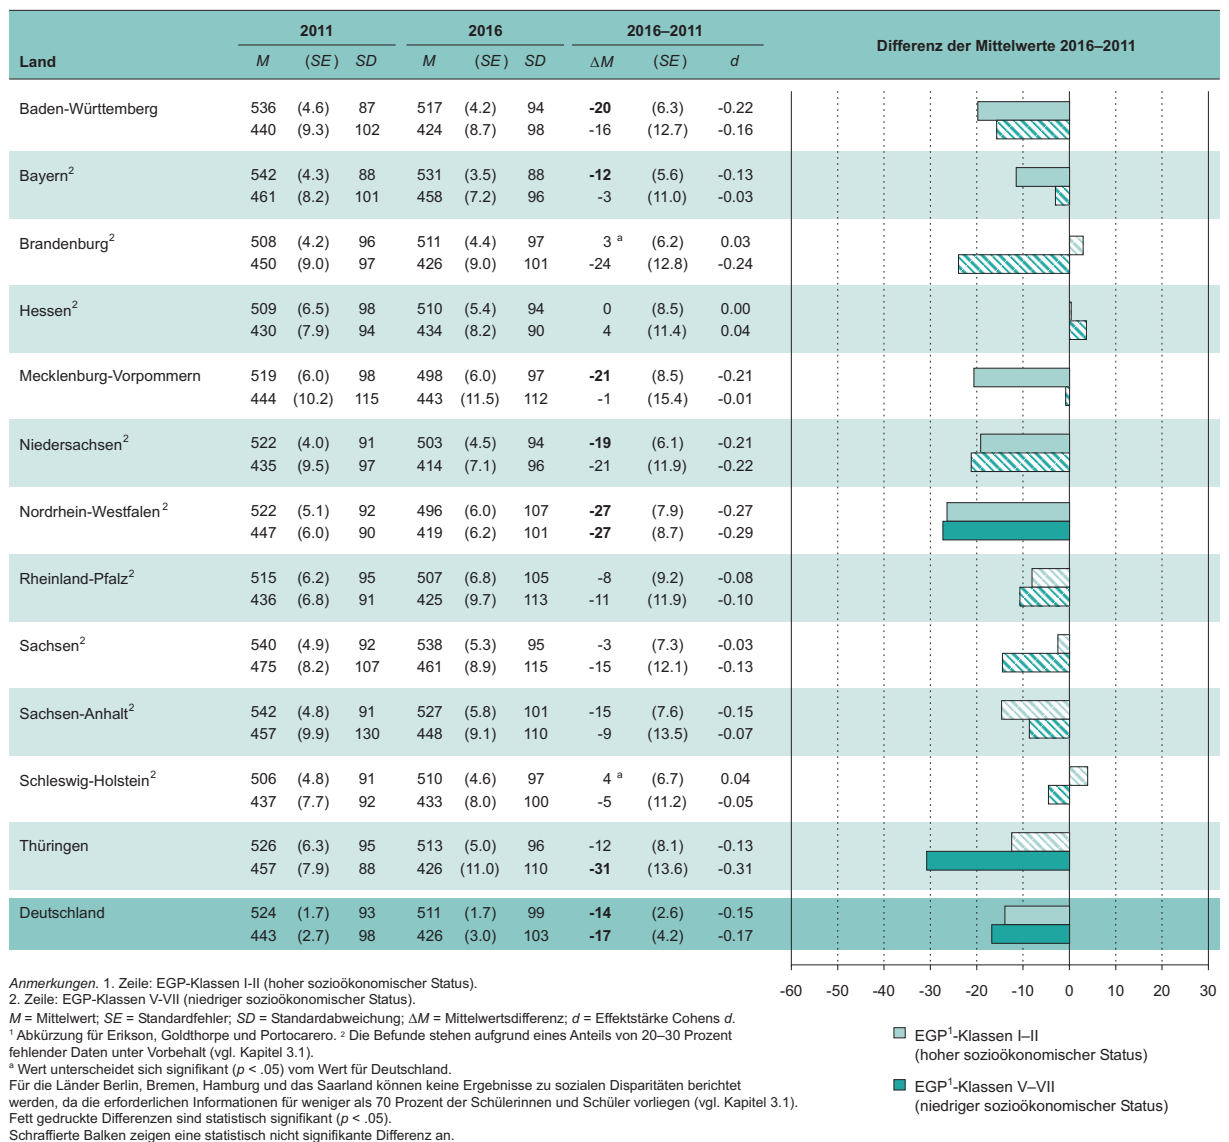 2011 2016 2016–2011 Differenz der Mittelwerte 2016–2011
Land M (SE) SD M (SE) SD ΔM (SE) d
Baden-Württemberg 536 (4.6) 87 517 (4.2) 94 -20 (6.3) -0.22
440 (9.3) 102 424 (8.7) 98 -16 (12.7) -0.16
Bayern² 542 (4.3) 88 531 (3.5) 88 -12 (5.6) -0.13
461 (8.2) 101 458 (7.2) 96 -3 (11.0) -0.03
Brandenburg² 508 (4.2) 96 511 (4.4) 97 3 ᵃ (6.2) 0.03
450 (9.0) 97 426 (9.0) 101 -24 (12.8) -0.24
Hessen² 509 (6.5) 98 510 (5.4) 94 0 (8.5) 0.00
430 (7.9) 94 434 (8.2) 90 4 (11.4) 0.04
Mecklenburg-Vorpommern 519 (6.0) 98 498 (6.0) 97 -21 (8.5) -0.21
444 (10.2) 115 443 (11.5) 112 -1 (15.4) -0.01
Niedersachsen² 522 (4.0) 91 503 (4.5) 94 -19 (6.1) -0.21
435 (9.5) 97 414 (7.1) 96 -21 (11.9) -0.22
Nordrhein-Westfalen² 522 (5.1) 92 496 (6.0) 107 -27 (7.9) -0.27
447 (6.0) 90 419 (6.2) 101 -27 (8.7) -0.29
Rheinland-Pfalz² 515 (6.2) 95 507 (6.8) 105 -8 (9.2) -0.08
436 (6.8) 91 425 (9.7) 113 -11 (11.9) -0.10
Sachsen² 540 (4.9) 92 538 (5.3) 95 -3 (7.3) -0.03
475 (8.2) 107 461 (8.9) 115 -15 (12.1) -0.13
Sachsen-Anhalt² 542 (4.8) 91 527 (5.8) 101 -15 (7.6) -0.15
457 (9.9) 130 448 (9.1) 110 -9 (13.5) -0.07
Schleswig-Holstein² 506 (4.8) 91 510 (4.6) 97 4 ᵃ (6.7) 0.04
437 (7.7) 92 433 (8.0) 100 -5 (11.2) -0.05
Thüringen 526 (6.3) 95 513 (5.0) 96 -12 (8.1) -0.13
457 (7.9) 88 426 (11.0) 110 -31 (13.6) -0.31
Deutschland 524 (1.7) 93 511 (1.7) 99 -14 (2.6) -0.15
443 (2.7) 98 426 (3.0) 103 -17 (4.2) -0.17
-60 -50 -40 -30 -20 -10 0 10 20 30
Anmerkungen. 1. Zeile: EGP-Klassen I-II (hoher sozioökonomischer Status).
2. Zeile: EGP-Klassen V-VII (niedriger sozioökonomischer Status).
M = Mittelwert; SE = Standardfehler; SD = Standardabweichung; ΔM = Mittelwertsdifferenz; d = Effektstärke Cohens d.
¹ Abkürzung für Erikson, Goldthorpe und Portocarero. ² Die Befunde stehen aufgrund eines Anteils von 20–30 Prozent
fehlender Daten unter Vorbehalt (vgl. Kapitel 3.1).
ᵃ Wert unterscheidet sich signifikant (p < .05) vom Wert für Deutschland.
Für die Länder Berlin, Bremen, Hamburg und das Saarland können keine Ergebnisse zu sozialen Disparitäten berichtet
werden, da die erforderlichen Informationen für weniger als 70 Prozent der Schülerinnen und Schüler vorliegen (vgl. Kapitel 3.1).
Fett gedruckte Differenzen sind statistisch signifikant (p < .05).
Schraffierte Balken zeigen eine statistisch nicht signifikante Differenz an.
EGP¹-Klassen I–II
(hoher sozioökonomischer Status)
EGP¹-Klassen V–VII
(niedriger sozioökonomischer Status)